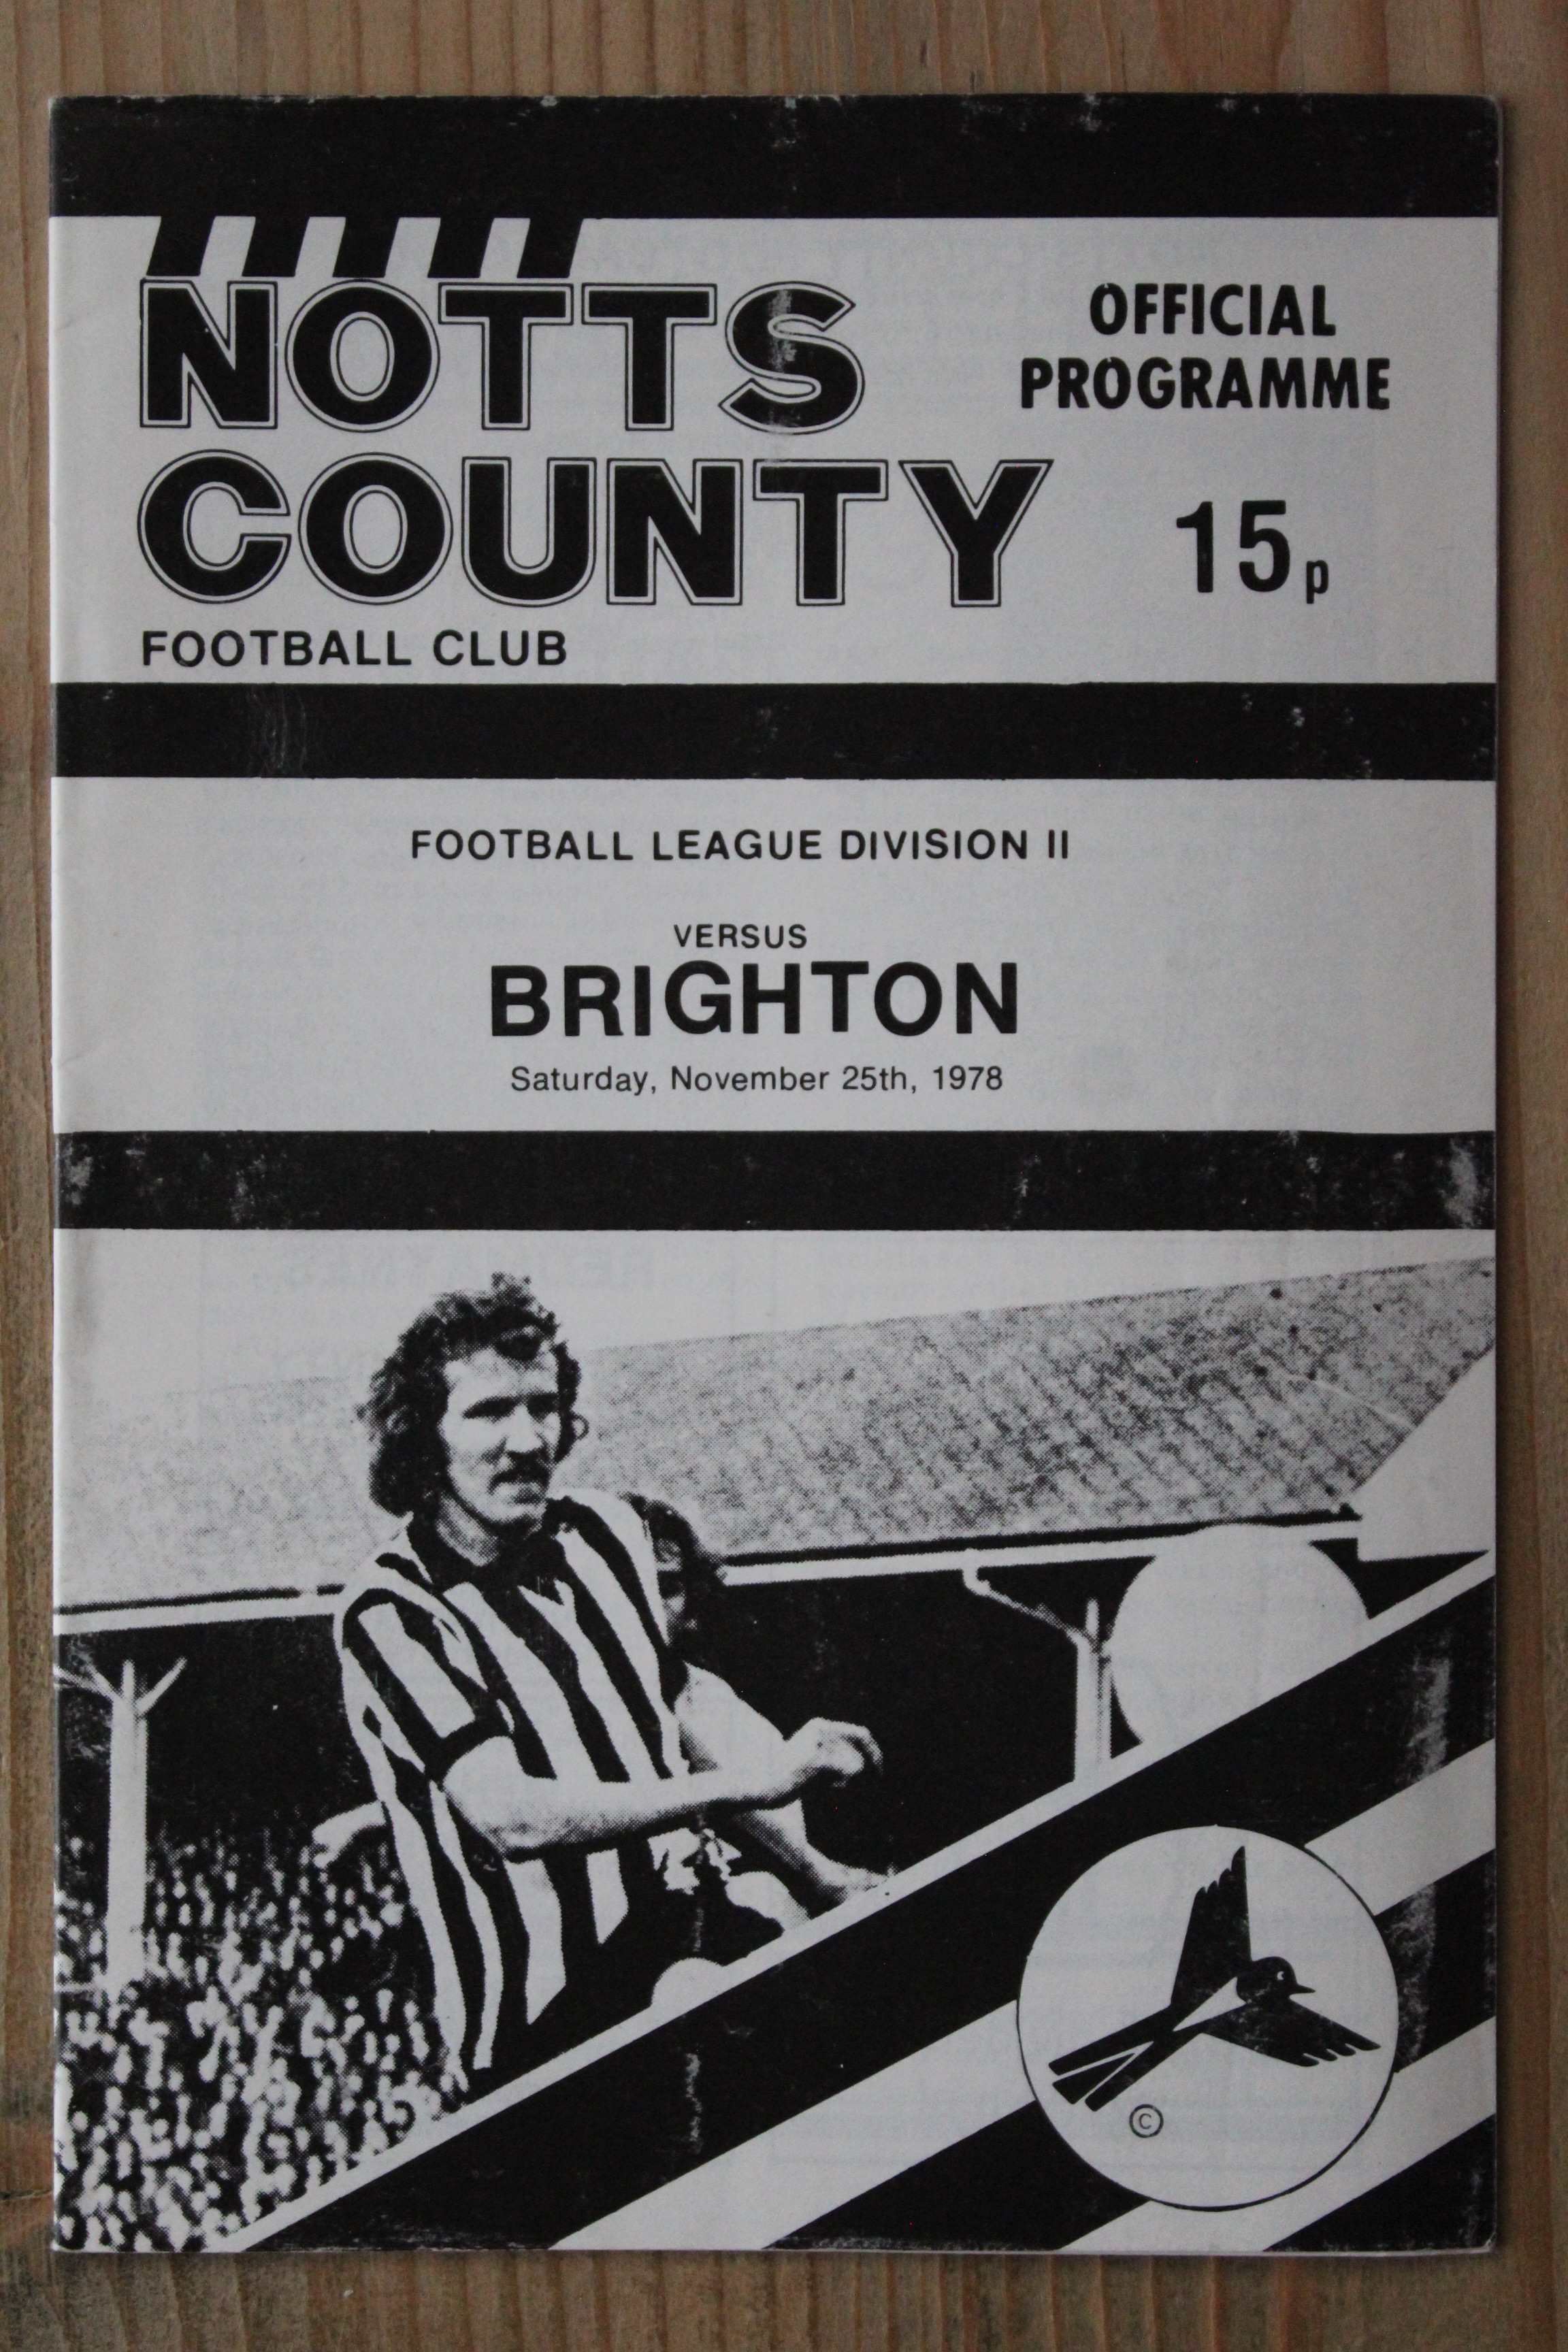 NOTTS
COUNTY
FOOTBALL CLUB
OFFICIAL
PROGRAMME
15p
FOOTBALL LEAGUE DIVISION II
VERSUS
BRIGHTON
Saturday, November 25th, 1978
©